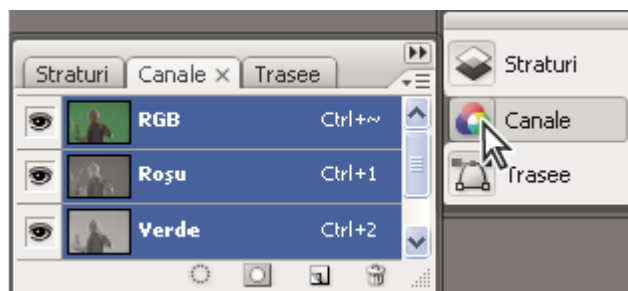 Straturi Canale × Trasee
RGB Ctrl+~
Roşu Ctrl+1
Verde Ctrl+2
Straturi
Canale
Trasee